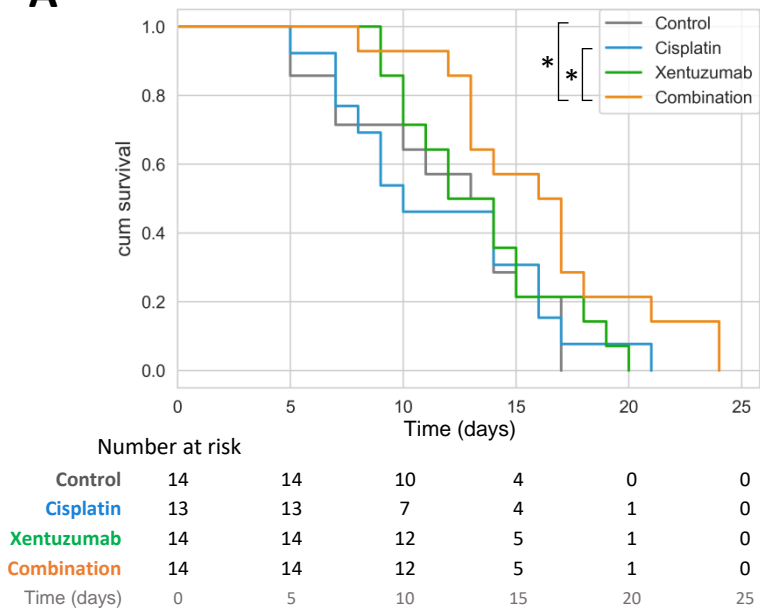 A
1.0
0.8
0.6
0.4
0.2
0.0
cum survival
* *
Control
Cisplatin
Xentuzumab
Combination
0 5 10 15 20 25
Time (days)
Number at risk
Control 14 14 10 4 0 0
Cisplatin 13 13 7 4 1 0
Xentuzumab 14 14 12 5 1 0
Combination 14 14 12 5 1 0
Time (days) 0 5 10 15 20 25